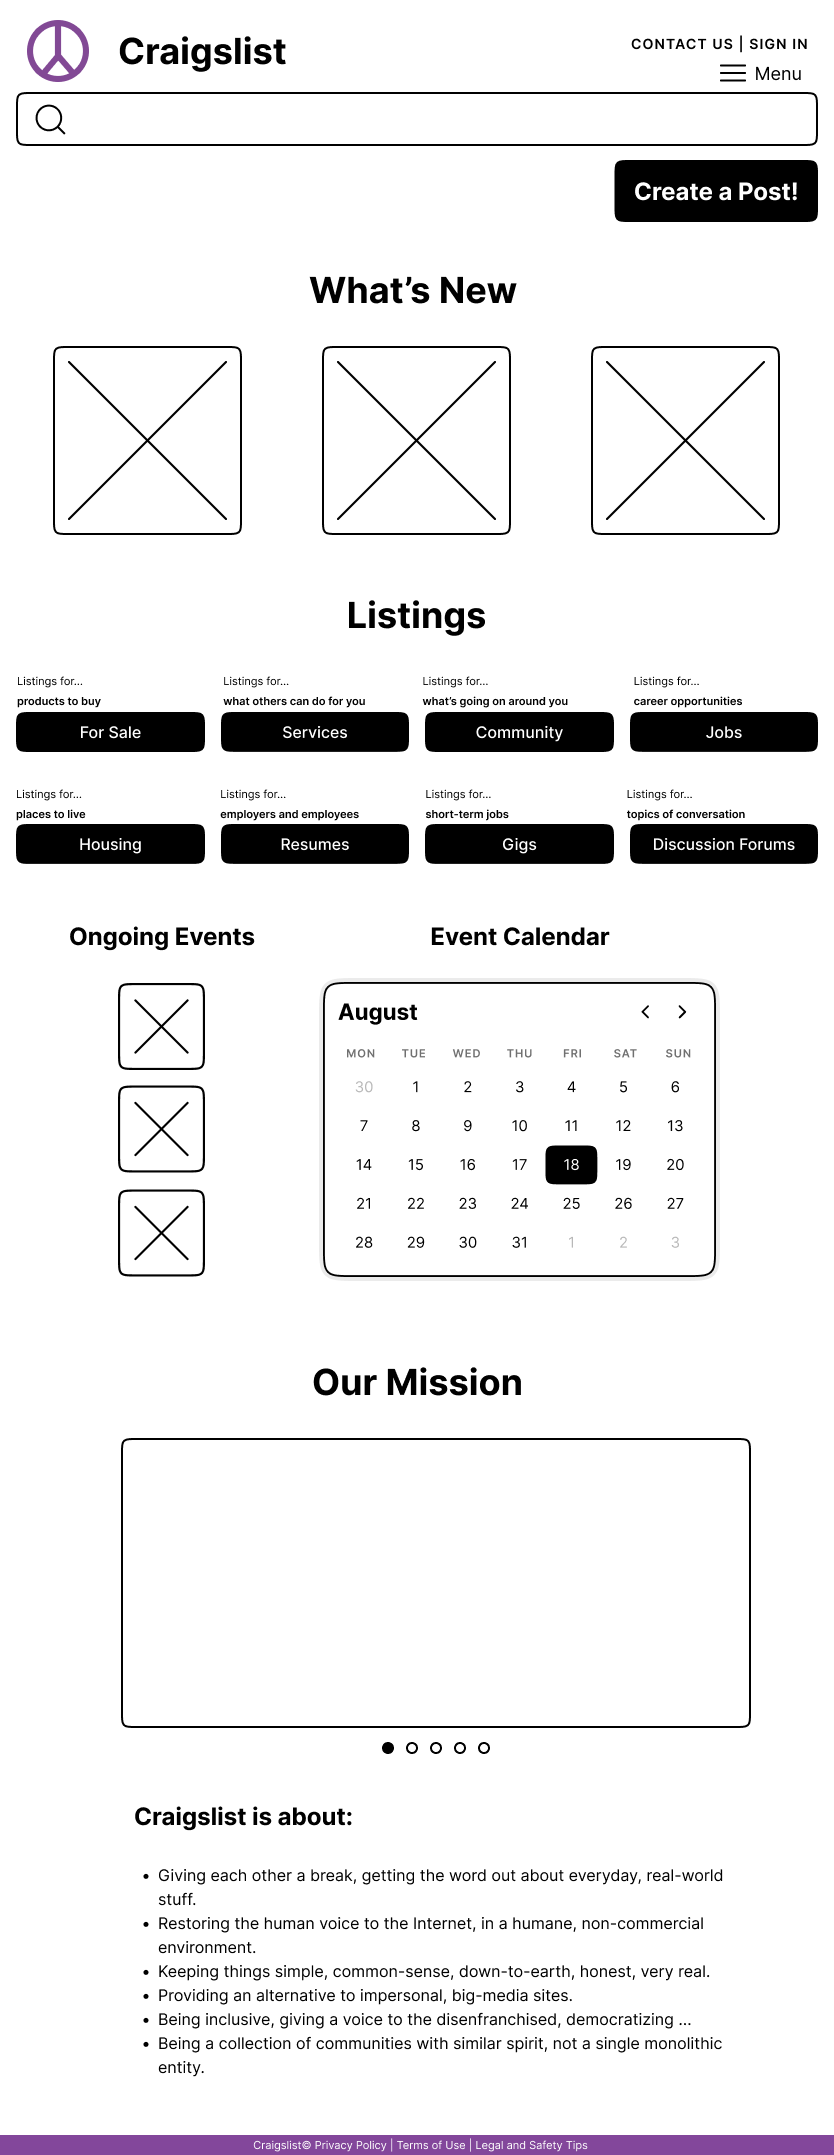 Craigslist
CONTACT US | SIGN IN
Menu
Create a Post!
What’s New
Listings
Listings for...
products to buy
For Sale
Listings for...
what others can do for you
Services
Listings for...
what’s going on around you
Community
Listings for...
career opportunities
Jobs
Listings for...
places to live
Housing
Listings for...
employers and employees
Resumes
Listings for...
short-term jobs
Gigs
Listings for...
topics of conversation
Discussion Forums
Ongoing Events
Event Calendar
August
MON TUE WED THU FRI SAT SUN
30 1 2 3 4 5 6
7 8 9 10 11 12 13
14 15 16 17 18 19 20
21 22 23 24 25 26 27
28 29 30 31 1 2 3
Our Mission
Craigslist is about:
• Giving each other a break, getting the word out about everyday, real-world
stuff.
• Restoring the human voice to the Internet, in a humane, non-commercial
environment.
• Keeping things simple, common-sense, down-to-earth, honest, very real.
• Providing an alternative to impersonal, big-media sites.
• Being inclusive, giving a voice to the disenfranchised, democratizing ...
• Being a collection of communities with similar spirit, not a single monolithic
entity.
Craigslist© Privacy Policy | Terms of Use | Legal and Safety Tips